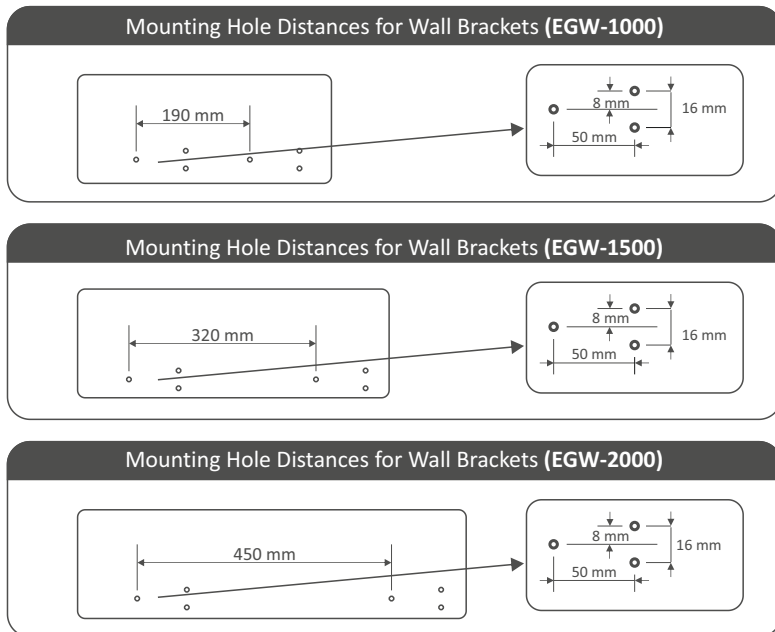 Mounting Hole Distances for Wall Brackets (EGW-1000)
190 mm
8 mm
16 mm
50 mm
Mounting Hole Distances for Wall Brackets (EGW-1500)
320 mm
8 mm
16 mm
50 mm
Mounting Hole Distances for Wall Brackets (EGW-2000)
450 mm
8 mm
16 mm
50 mm